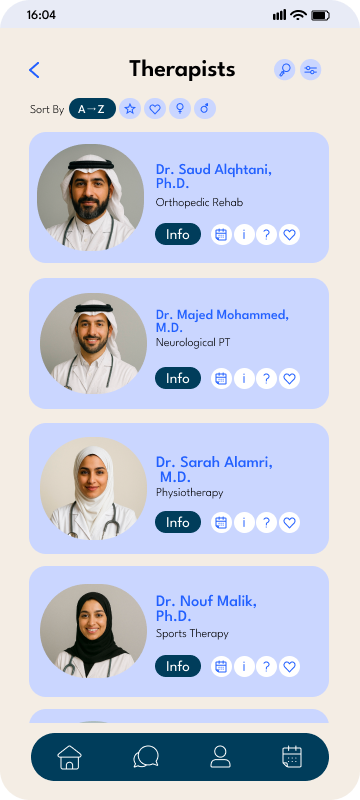 16:04
Therapists
Sort By A→Z
Dr. Saud Alqhtani,
Ph.D.
Orthopedic Rehab
Info i ?
Dr. Majed Mohammed,
M.D.
Neurological PT
Info i ?
Dr. Sarah Alamri,
M.D.
Physiotherapy
Info i ?
Dr. Nouf Malik,
Ph.D.
Sports Therapy
Info i ?